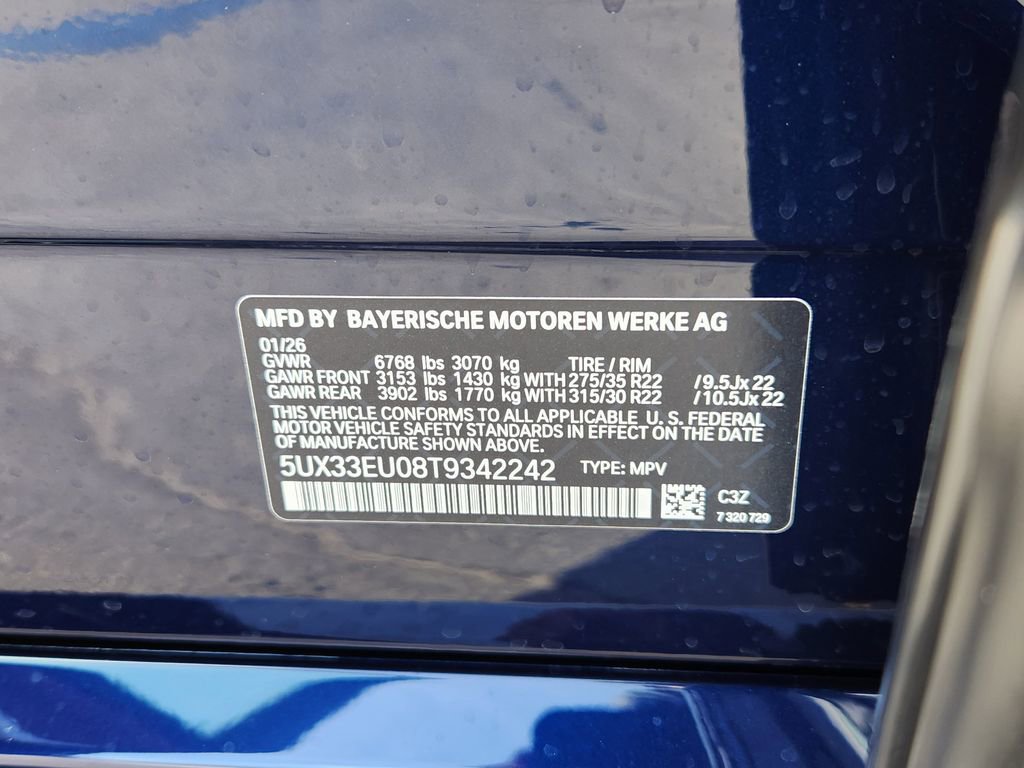 MFD BY BAYERISCHE MOTOREN WERKE AG
01/26
GVWR 6768 lbs 3070 kg TIRE / RIM
GAWR FRONT 3153 lbs 1430 kg WITH 275/35 R22 / 9.5Jx 22
GAWR REAR 3902 lbs 1770 kg WITH 315/30 R22 / 10.5Jx 22
THIS VEHICLE CONFORMS TO ALL APPLICABLE U. S. FEDERAL
MOTOR VEHICLE SAFETY STANDARDS IN EFFECT ON THE DATE
OF MANUFACTURE SHOWN ABOVE.
5UX33EU08T9342242 TYPE: MPV
C3Z
7 320 729